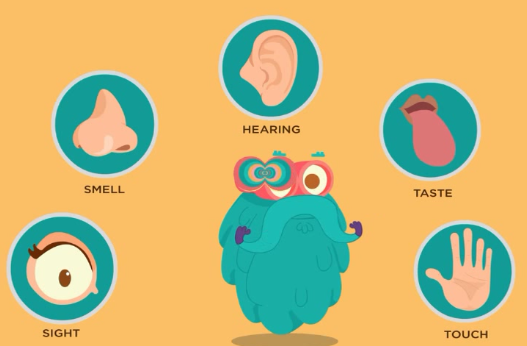 HEARING
SMELL
TASTE
SIGHT
TOUCH